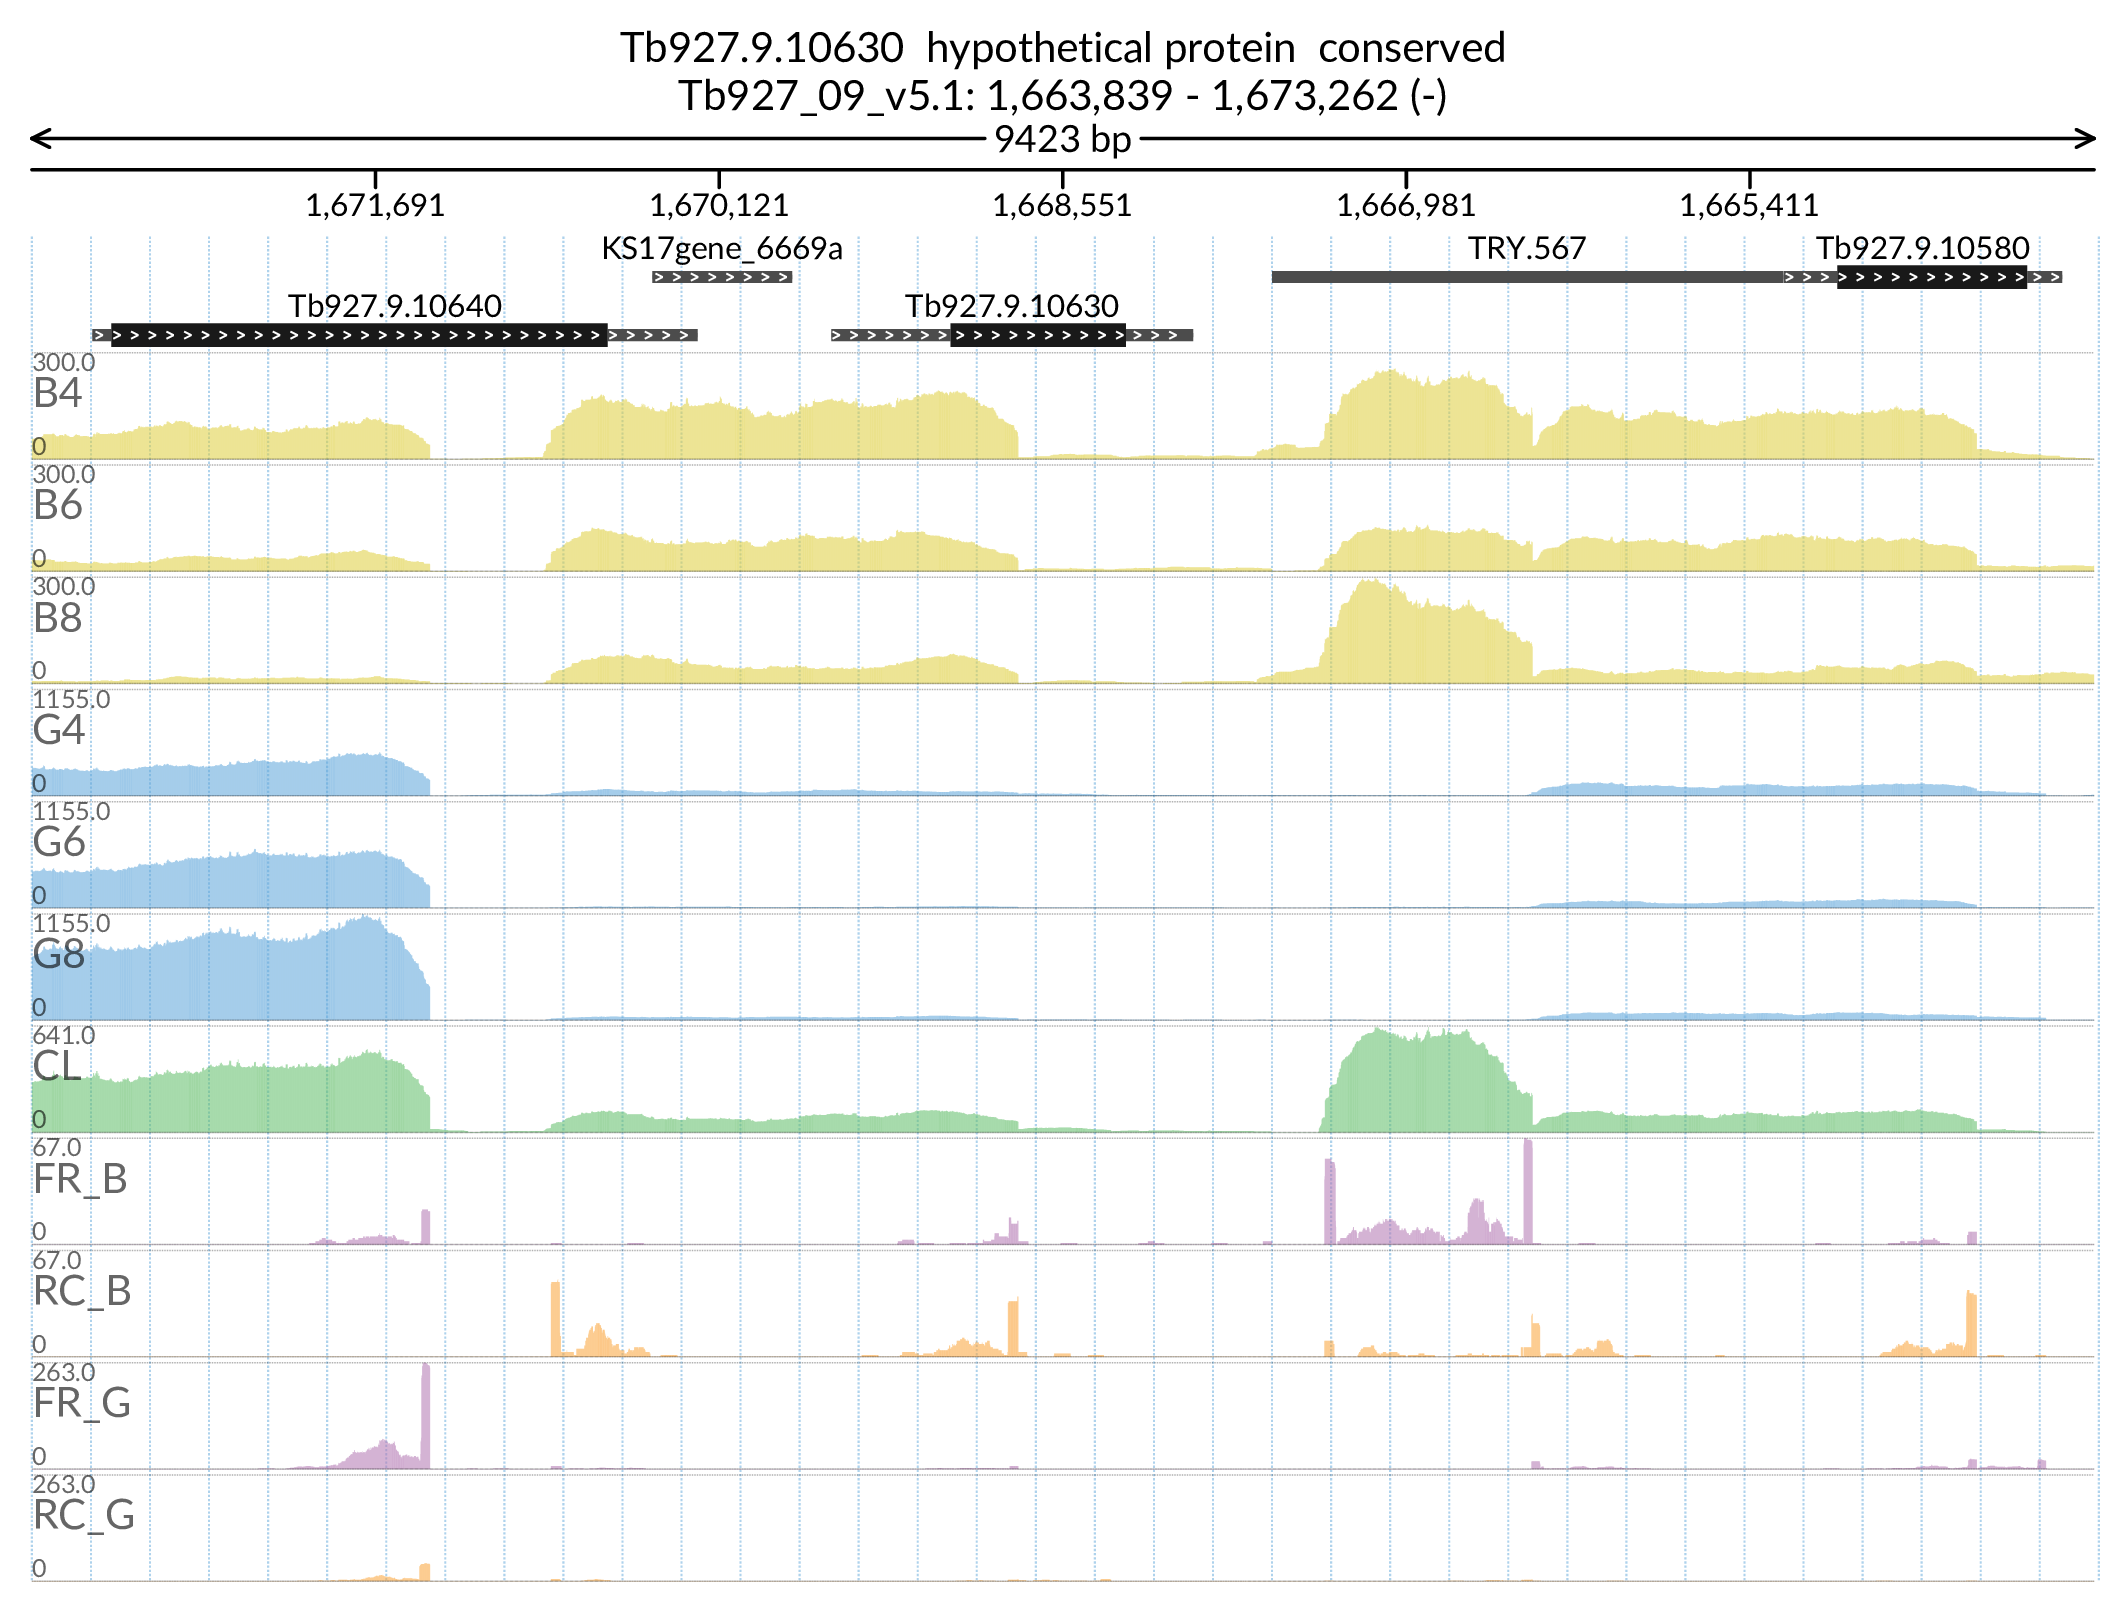 Tb927.9.10630  hypothetical protein  conserved
Tb927_09_v5.1: 1,663,839 - 1,673,262 (-)
9423 bp
1,671,691 1,670,121 1,668,551 1,666,981 1,665,411
KS17gene_6669a TRY.567 Tb927.9.10580
Tb927.9.10640 Tb927.9.10630
300.0
B4
0
300.0
B6
0
300.0
B8
0
1155.0
G4
0
1155.0
G6
0
1155.0
G8
0
641.0
CL
0
67.0
FR_B
0
67.0
RC_B
0
263.0
FR_G
0
263.0
RC_G
0